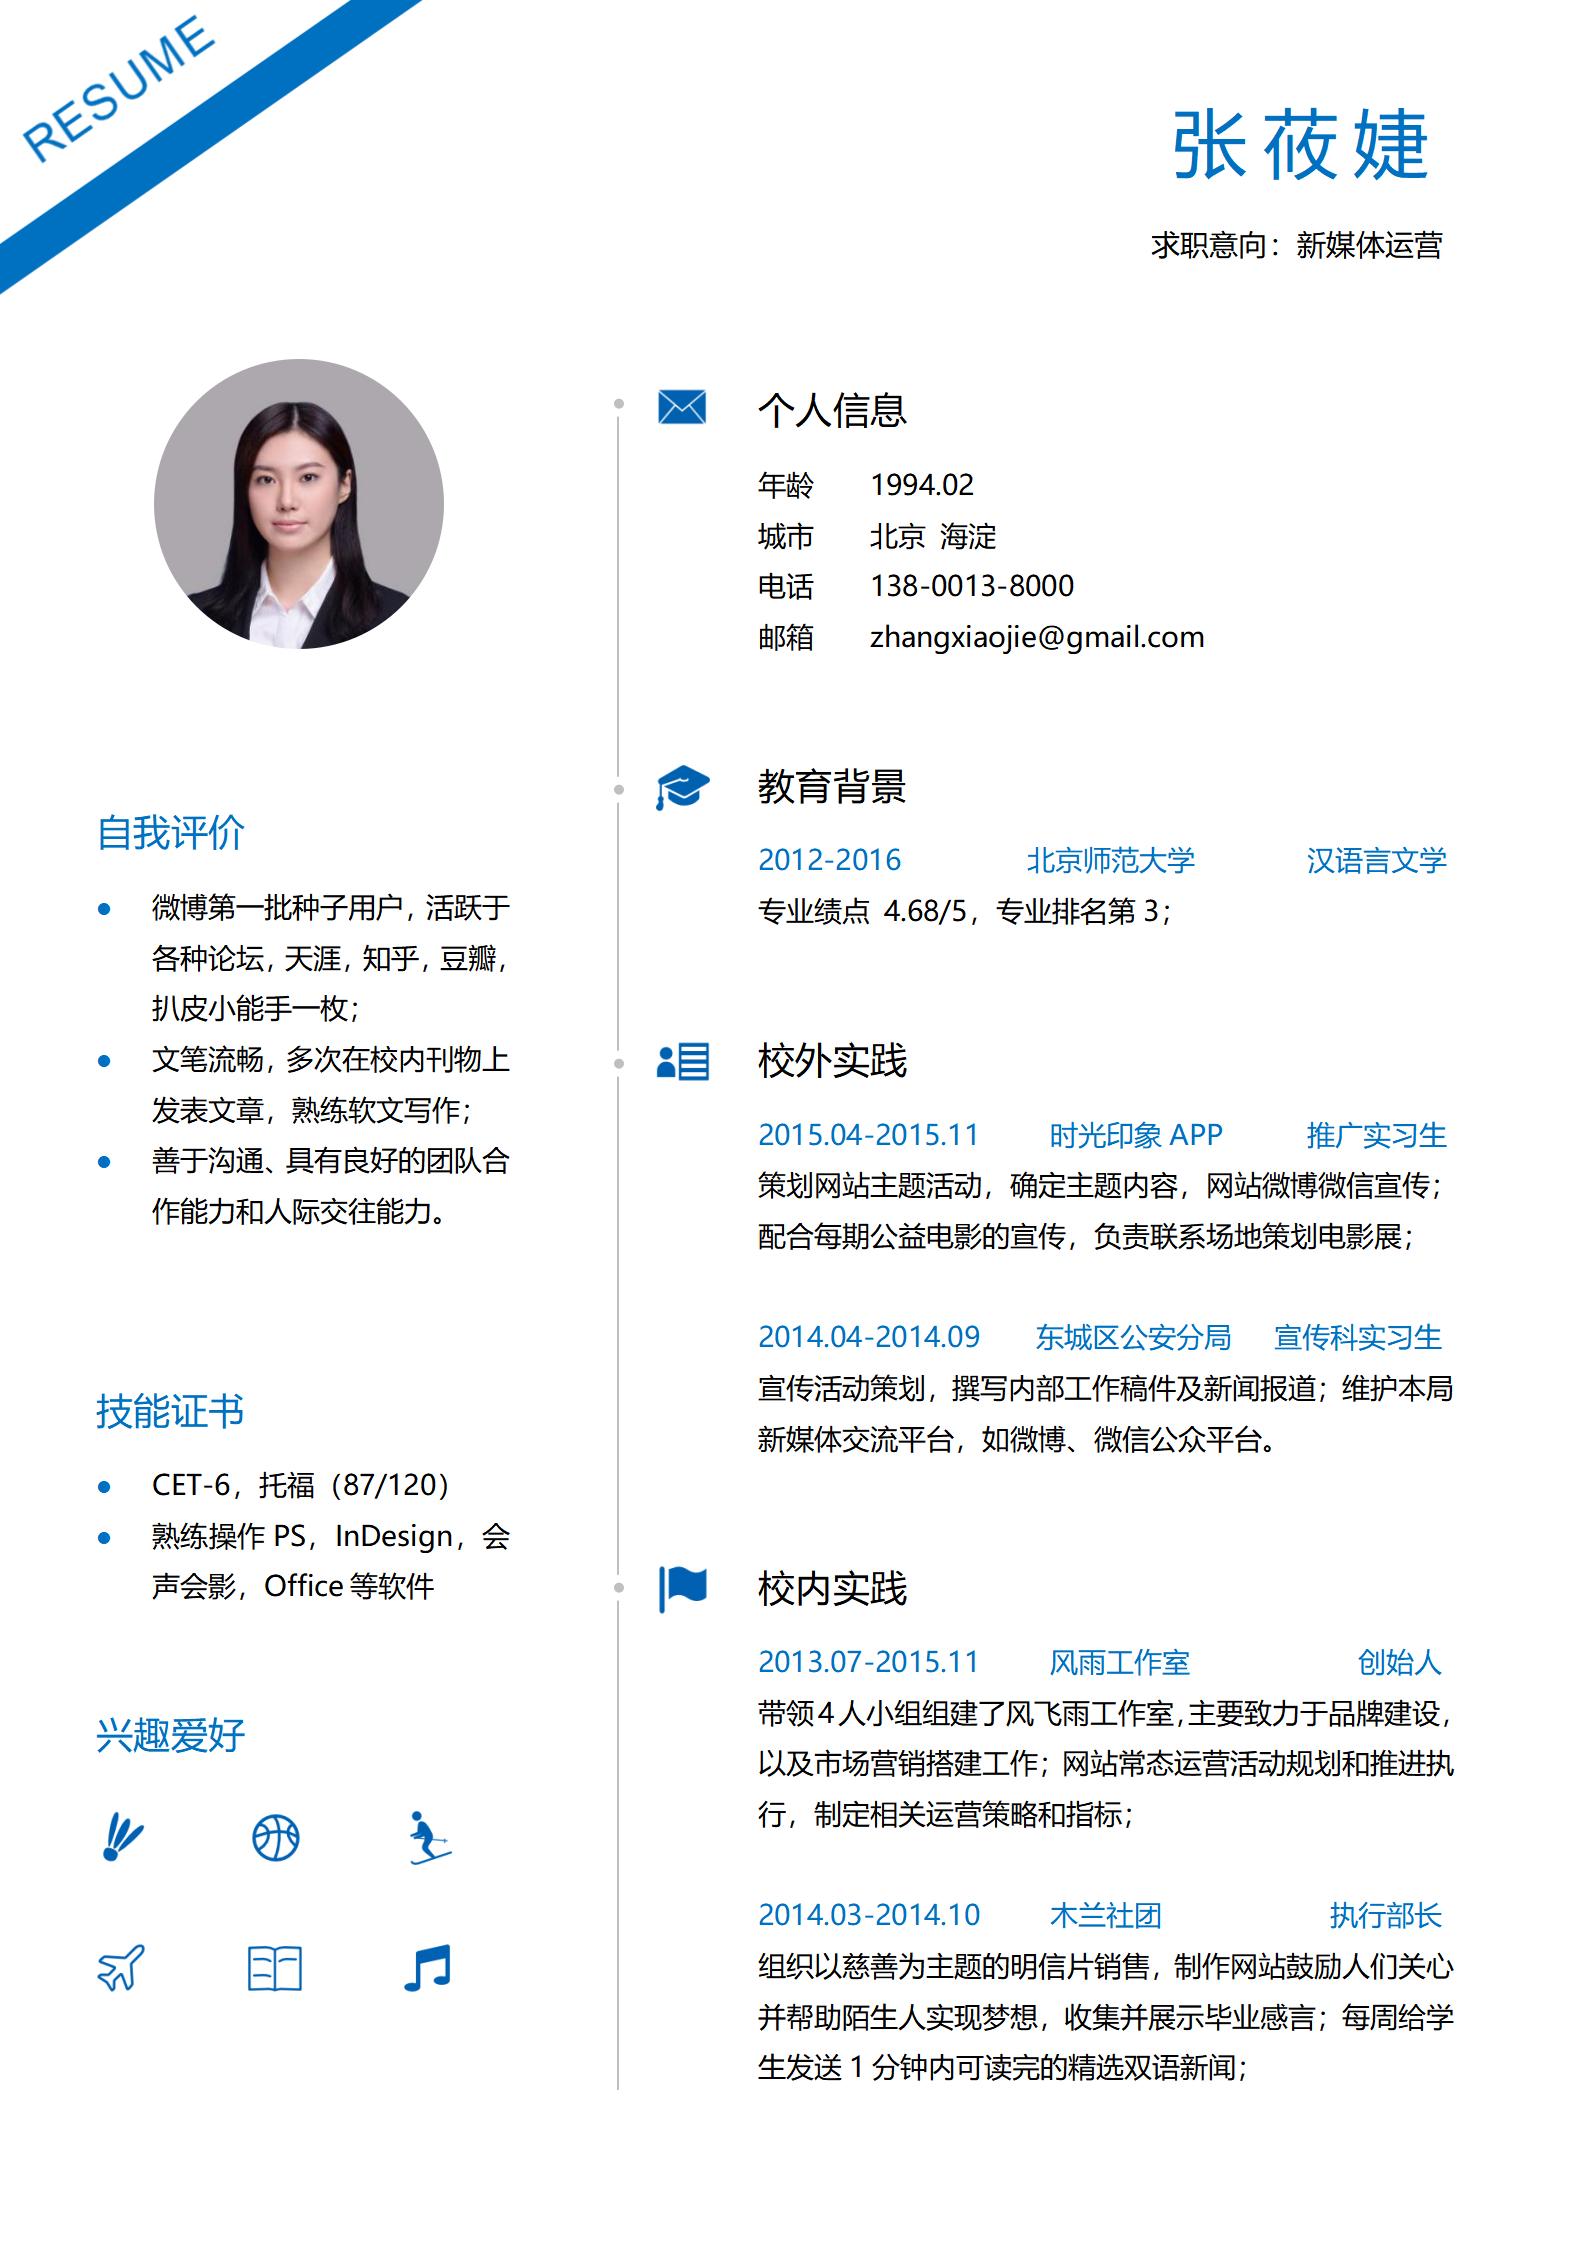 RESUME
张莜婕
求职意向：新媒体运营
自我评价
微博第一批种子用户，活跃于
各种论坛，天涯，知乎，豆瓣，
扒皮小能手一枚；
文笔流畅，多次在校内刊物上
发表文章，熟练软文写作；
善于沟通、具有良好的团队合
作能力和人际交往能力。
技能证书
CET-6，托福（87/120）
熟练操作 PS，InDesign，会
声会影，Office 等软件
兴趣爱好
个人信息
年龄 1994.02
城市 北京 海淀
电话 138-0013-8000
邮箱 zhangxiaojie@gmail.com
教育背景
2012-2016 北京师范大学 汉语言文学
专业绩点 4.68/5，专业排名第 3；
校外实践
2015.04-2015.11 时光印象 APP 推广实习生
策划网站主题活动，确定主题内容，网站微博微信宣传；
配合每期公益电影的宣传，负责联系场地策划电影展；
2014.04-2014.09 东城区公安分局 宣传科实习生
宣传活动策划，撰写内部工作稿件及新闻报道；维护本局
新媒体交流平台，如微博、微信公众平台。
校内实践
2013.07-2015.11 风雨工作室 创始人
带领 4 人小组组建了风飞雨工作室，主要致力于品牌建设，
以及市场营销搭建工作；网站常态运营活动规划和推进执
行，制定相关运营策略和指标；
2014.03-2014.10 木兰社团 执行部长
组织以慈善为主题的明信片销售，制作网站鼓励人们关心
并帮助陌生人实现梦想，收集并展示毕业感言；每周给学
生发送 1 分钟内可读完的精选双语新闻；